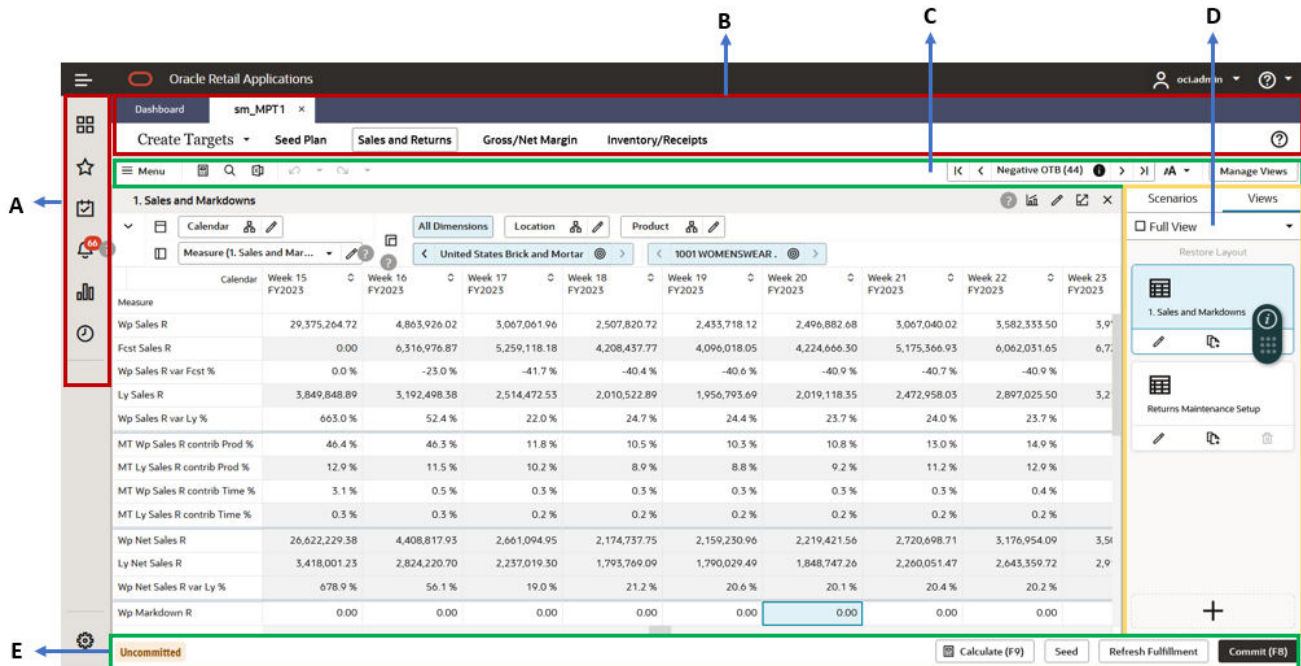 B C D
Oracle Retail Applications oci.admin
Dashboard sm_MPT1 ×
Create Targets Seed Plan Sales and Returns Gross/Net Margin Inventory/Receipts
Menu Negative OTB (44) AA Manage Views
A
1. Sales and Markdowns Scenarios Views
Calendar All Dimensions Location Product Full View
Measure (1. Sales and Mar... United States Brick and Mortar 1001 WOMENSWEAR . Restore Layout
66
Calendar Week 15 Week 16 Week 17 Week 18 Week 19 Week 20 Week 21 Week 22 Week 23
FY2023 FY2023 FY2023 FY2023 FY2023 FY2023 FY2023 FY2023 FY2023
Measure
1. Sales and Markdowns
Wp Sales R 29,375,264.72 4,863,926.02 3,067,061.96 2,507,820.72 2,433,718.12 2,496,882.68 3,067,040.02 3,582,333.50
Fcst Sales R 0.00 6,316,976.87 5,259,118.18 4,208,437.77 4,096,018.05 4,224,666.30 5,175,366.93 6,062,031.65
Wp Sales R var Fcst % 0.0 % -23.0 % -41.7 % -40.4 % -40.6 % -40.9 % -40.7 % -40.9 %
Ly Sales R 3,849,848.89 3,192,498.38 2,514,472.53 2,010,522.89 1,956,793.69 2,019,118.35 2,472,958.03 2,897,025.50
Returns Maintenance Setup
Wp Sales R var Ly % 663.0 % 52.4 % 22.0 % 24.7 % 24.4 % 23.7 % 24.0 % 23.7 %
MT Wp Sales R contrib Prod % 46.4 % 46.3 % 11.8 % 10.5 % 10.3 % 10.8 % 13.0 % 14.9 %
MT Ly Sales R contrib Prod % 12.9 % 11.5 % 10.2 % 8.9 % 8.8 % 9.2 % 11.2 % 12.9 %
MT Wp Sales R contrib Time % 3.1 % 0.5 % 0.3 % 0.3 % 0.3 % 0.3 % 0.3 % 0.4 %
MT Ly Sales R contrib Time % 0.3 % 0.3 % 0.2 % 0.2 % 0.2 % 0.2 % 0.2 % 0.2 %
Wp Net Sales R 26,622,229.38 4,408,817.93 2,661,094.95 2,174,737.75 2,159,230.96 2,219,421.56 2,720,698.71 3,176,954.09
Ly Net Sales R 3,418,001.23 2,824,220.70 2,237,019.30 1,793,769.09 1,790,029.49 1,848,747.26 2,260,051.47 2,643,359.72
Wp Net Sales R var Ly % 678.9 % 56.1 % 19.0 % 21.2 % 20.6 % 20.1 % 20.4 % 20.2 %
Wp Markdown R 0.00 0.00 0.00 0.00 0.00 0.00 0.00 0.00
E
Uncommitted Calculate (F9) Seed Refresh Fulfillment Commit (F8)